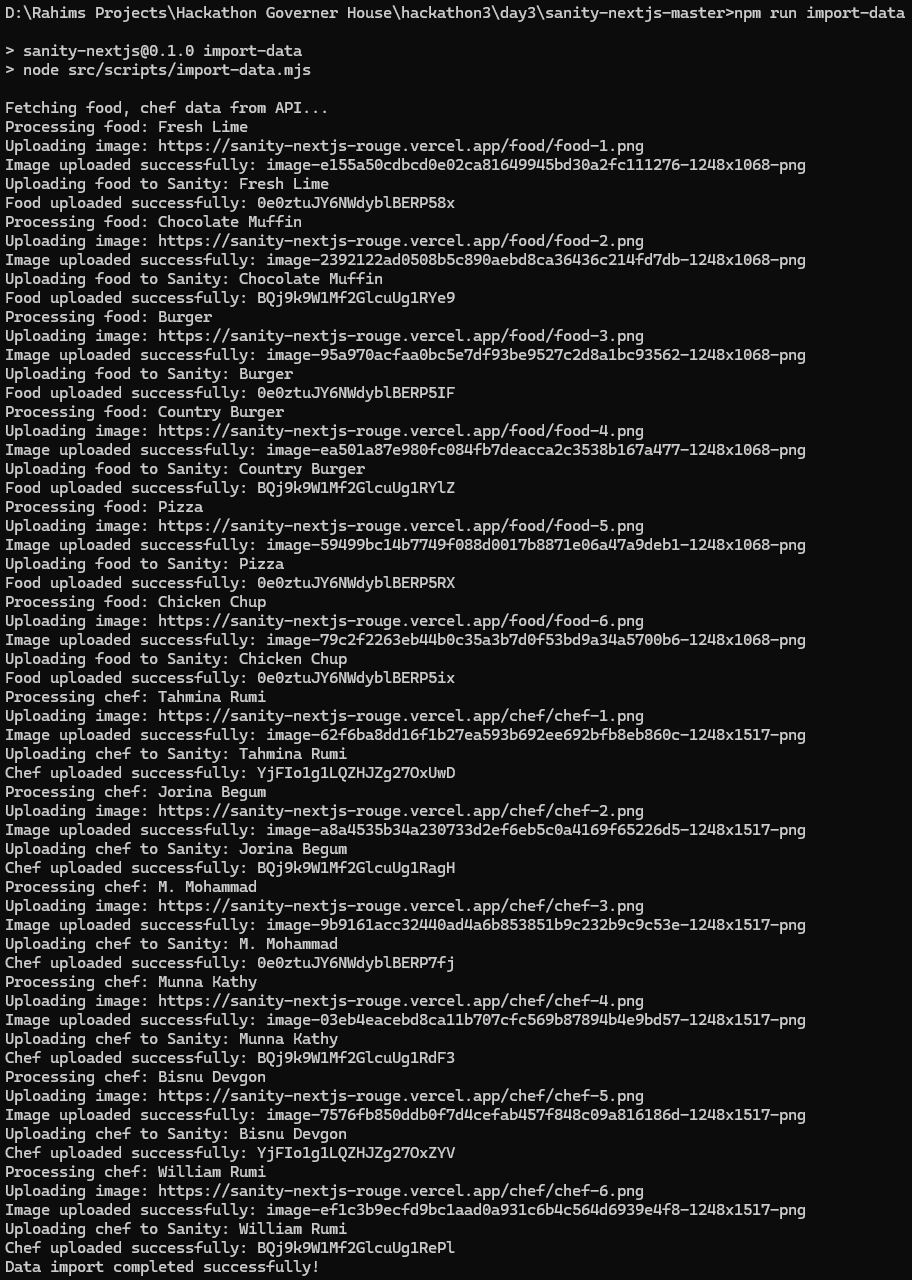 D:\Rahims Projects\Hackathon Governer House\hackathon3\day3\sanity-nextjs-master>npm run import-data
> sanity-nextjs@0.1.0 import-data
> node src/scripts/import-data.mjs
Fetching food, chef data from API...
Processing food: Fresh Lime
Uploading image: https://sanity-nextjs-rouge.vercel.app/food/food-1.png
Image uploaded successfully: image-e155a50cdbcd0e02ca81649945bd30a2fc111276-1248x1068-png
Uploading food to Sanity: Fresh Lime
Food uploaded successfully: 0e0ztuJY6NWdyblBERP58x
Processing food: Chocolate Muffin
Uploading image: https://sanity-nextjs-rouge.vercel.app/food/food-2.png
Image uploaded successfully: image-2392122ad0508b5c890aebd8ca36436c214fd7db-1248x1068-png
Uploading food to Sanity: Chocolate Muffin
Food uploaded successfully: BQj9k9W1Mf2GlcuUg1RYe9
Processing food: Burger
Uploading image: https://sanity-nextjs-rouge.vercel.app/food/food-3.png
Image uploaded successfully: image-95a970acfaa0bc5e7df93be9527c2d8a1bc93562-1248x1068-png
Uploading food to Sanity: Burger
Food uploaded successfully: 0e0ztuJY6NWdyblBERP5IF
Processing food: Country Burger
Uploading image: https://sanity-nextjs-rouge.vercel.app/food/food-4.png
Image uploaded successfully: image-ea501a87e980fc084fb7deacca2c3538b167a477-1248x1068-png
Uploading food to Sanity: Country Burger
Food uploaded successfully: BQj9k9W1Mf2GlcuUg1RYlZ
Processing food: Pizza
Uploading image: https://sanity-nextjs-rouge.vercel.app/food/food-5.png
Image uploaded successfully: image-59499bc14b7749f088d0017b8871e06a47a9deb1-1248x1068-png
Uploading food to Sanity: Pizza
Food uploaded successfully: 0e0ztuJY6NWdyblBERP5RX
Processing food: Chicken Chup
Uploading image: https://sanity-nextjs-rouge.vercel.app/food/food-6.png
Image uploaded successfully: image-79c2f2263eb44b0c35a3b7d0f53bd9a34a5700b6-1248x1068-png
Uploading food to Sanity: Chicken Chup
Food uploaded successfully: 0e0ztuJY6NWdyblBERP5ix
Processing chef: Tahmina Rumi
Uploading image: https://sanity-nextjs-rouge.vercel.app/chef/chef-1.png
Image uploaded successfully: image-62f6ba8dd16f1b27ea593b692ee692bfb8eb860c-1248x1517-png
Uploading chef to Sanity: Tahmina Rumi
Chef uploaded successfully: YjFIo1g1LQZHJZg27OxUwD
Processing chef: Jorina Begum
Uploading image: https://sanity-nextjs-rouge.vercel.app/chef/chef-2.png
Image uploaded successfully: image-a8a4535b34a230733d2ef6eb5c0a4169f65226d5-1248x1517-png
Uploading chef to Sanity: Jorina Begum
Chef uploaded successfully: BQj9k9W1Mf2GlcuUg1RagH
Processing chef: M. Mohammad
Uploading image: https://sanity-nextjs-rouge.vercel.app/chef/chef-3.png
Image uploaded successfully: image-9b9161acc32440ad4a6b853851b9c232b9c9c53e-1248x1517-png
Uploading chef to Sanity: M. Mohammad
Chef uploaded successfully: 0e0ztuJY6NWdyblBERP7fj
Processing chef: Munna Kathy
Uploading image: https://sanity-nextjs-rouge.vercel.app/chef/chef-4.png
Image uploaded successfully: image-03eb4eacebd8ca11b707cfc569b87894b4e9bd57-1248x1517-png
Uploading chef to Sanity: Munna Kathy
Chef uploaded successfully: BQj9k9W1Mf2GlcuUg1RdF3
Processing chef: Bisnu Devgon
Uploading image: https://sanity-nextjs-rouge.vercel.app/chef/chef-5.png
Image uploaded successfully: image-7576fb850ddb0f7d4cefab457f848c09a816186d-1248x1517-png
Uploading chef to Sanity: Bisnu Devgon
Chef uploaded successfully: YjFIo1g1LQZHJZg27OxZYV
Processing chef: William Rumi
Uploading image: https://sanity-nextjs-rouge.vercel.app/chef/chef-6.png
Image uploaded successfully: image-ef1c3b9ecfd9bc1aad0a931c6b4c564d6939e4f8-1248x1517-png
Uploading chef to Sanity: William Rumi
Chef uploaded successfully: BQj9k9W1Mf2GlcuUg1RePl
Data import completed successfully!